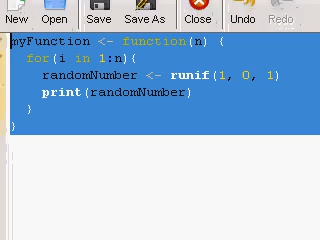 New Open Save Save As Close Undo Redo
myFunction <- function(n) {
for(i in 1:n){
randomNumber <- runif(1, 0, 1)
print(randomNumber)
}
}